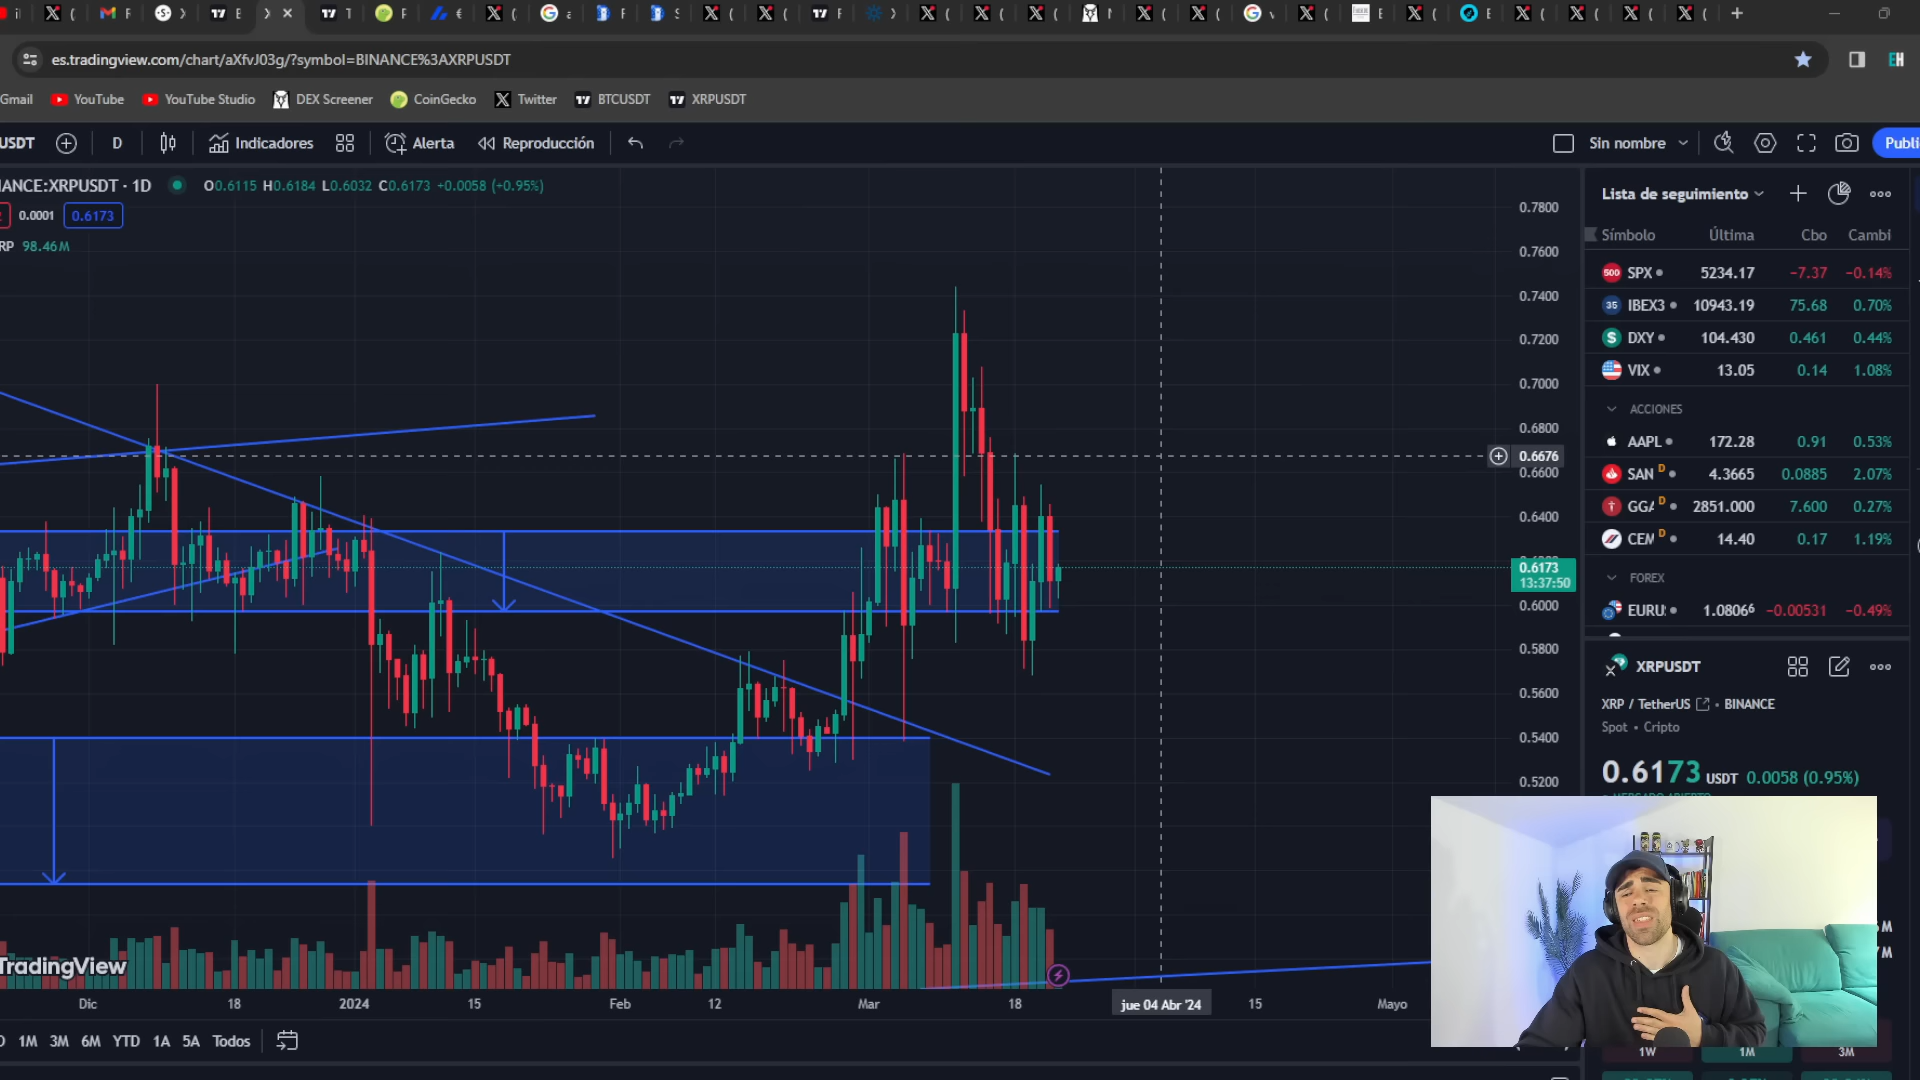 es.tradingview.com/chart/aXfvJ03g/?symbol=BINANCE%3AXRPUSDT
Gmail YouTube YouTube Studio DEX Screener CoinGecko Twitter BTCUSDT XRPUSDT
USDT D Indicadores Alerta Reproducción Sin nombre Publi
NANCE:XRPUSDT · 1D O0.6115 H0.6184 L0.6032 C0.6173 +0.0058 (+0.95%)
0.0001 0.6173
RP 98.46M
0.7800
0.7600
0.7400
0.7200
0.7000
0.6800
0.6676
0.6600
0.6400
0.6173
13:37:50
0.6000
0.5800
0.5600
0.5400
0.5200
TradingView
Dic 18 2024 15 Feb 12 Mar 18 jue 04 Abr '24 15 Mayo
1M 3M 6M YTD 1A 5A Todos
Lista de seguimiento
Símbolo Última Cbo Cambi
500 SPX 5234.17 −7.37 −0.14%
35 IBEX3 10943.19 75.68 0.70%
S DXY 104.430 0.461 0.44%
VIX 13.05 0.14 1.08%
ACCIONES
AAPL 172.28 0.91 0.53%
SAN D 4.3665 0.0885 2.07%
GGA D 2851.000 7.600 0.27%
CEM D 14.40 0.17 1.19%
FOREX
EURU 1.08066 −0.00531 −0.49%
XRPUSDT
XRP / TetherUS • BINANCE
Spot • Cripto
0.6173 USDT 0.0058 (0.95%)
1W 1M 3M